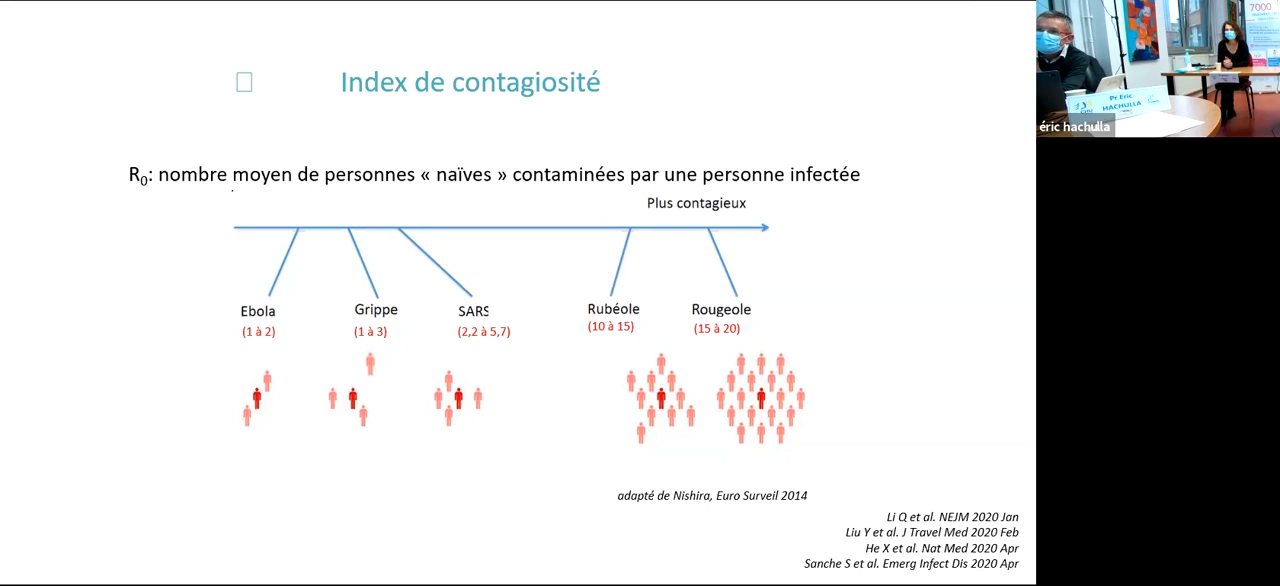 Index de contagiosité
R0: nombre moyen de personnes « naïves » contaminées par une personne infectée
Plus contagieux
Ebola
(1 à 2)
Grippe
(1 à 3)
SARS
(2,2 à 5,7)
Rubéole
(10 à 15)
Rougeole
(15 à 20)
adapté de Nishira, Euro Surveil 2014
Li Q et al. NEJM 2020 Jan
Liu Y et al. J Travel Med 2020 Feb
He X et al. Nat Med 2020 Apr
Sanche S et al. Emerg Infect Dis 2020 Apr
7000
Pr Eric
HACHULLA
éric hachulla